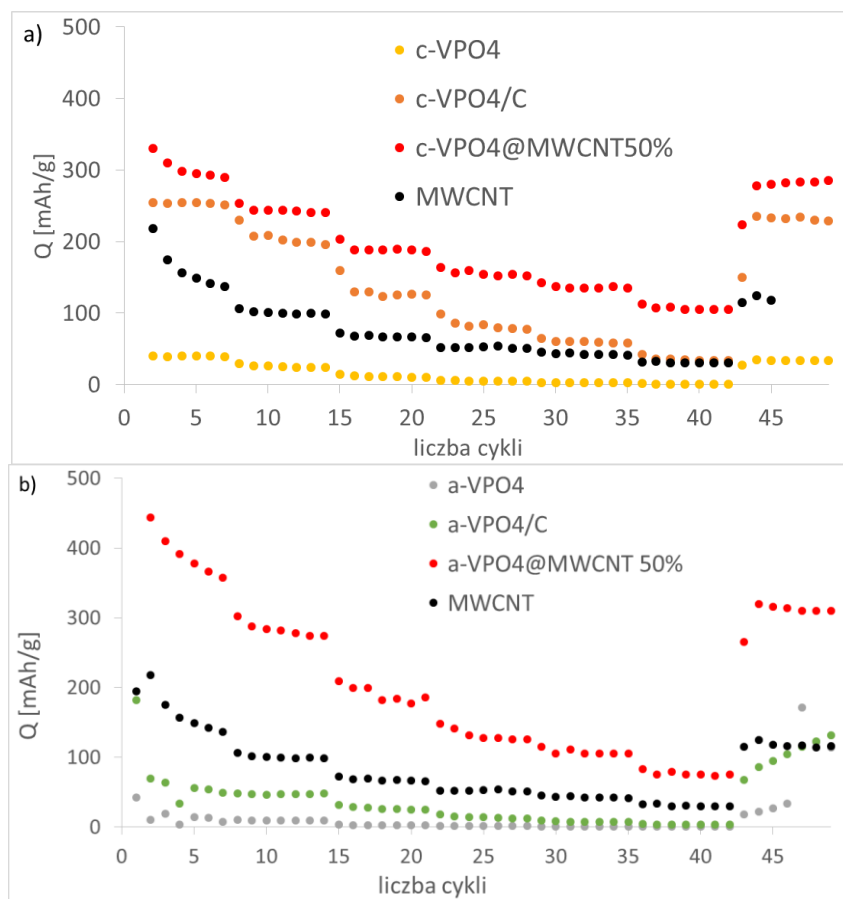 a)
500
400
300
200
100
0
Q [mAh/g]
c-VPO4
c-VPO4/C
c-VPO4@MWCNT50%
MWCNT
0 5 10 15 20 25 30 35 40 45
liczba cykli
b)
500
400
300
200
100
0
Q [mAh/g]
a-VPO4
a-VPO4/C
a-VPO4@MWCNT 50%
MWCNT
0 5 10 15 20 25 30 35 40 45
liczba cykli